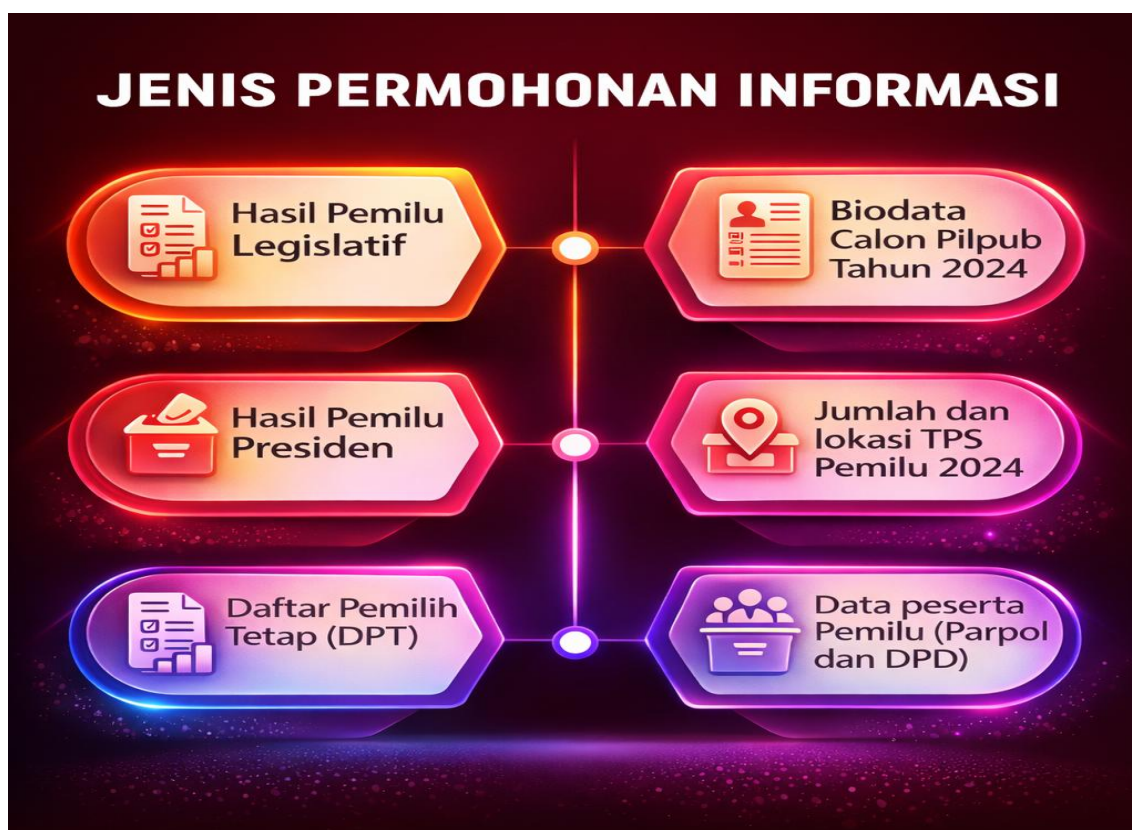 JENIS PERMOHONAN INFORMASI
Hasil Pemilu
Legislatif
Biodata
Calon Pilpub
Tahun 2024
Hasil Pemilu
Presiden
Jumlah dan
lokasi TPS
Pemilu 2024
Daftar Pemilih
Tetap (DPT)
Data peserta
Pemilu (Parpol
dan DPD)